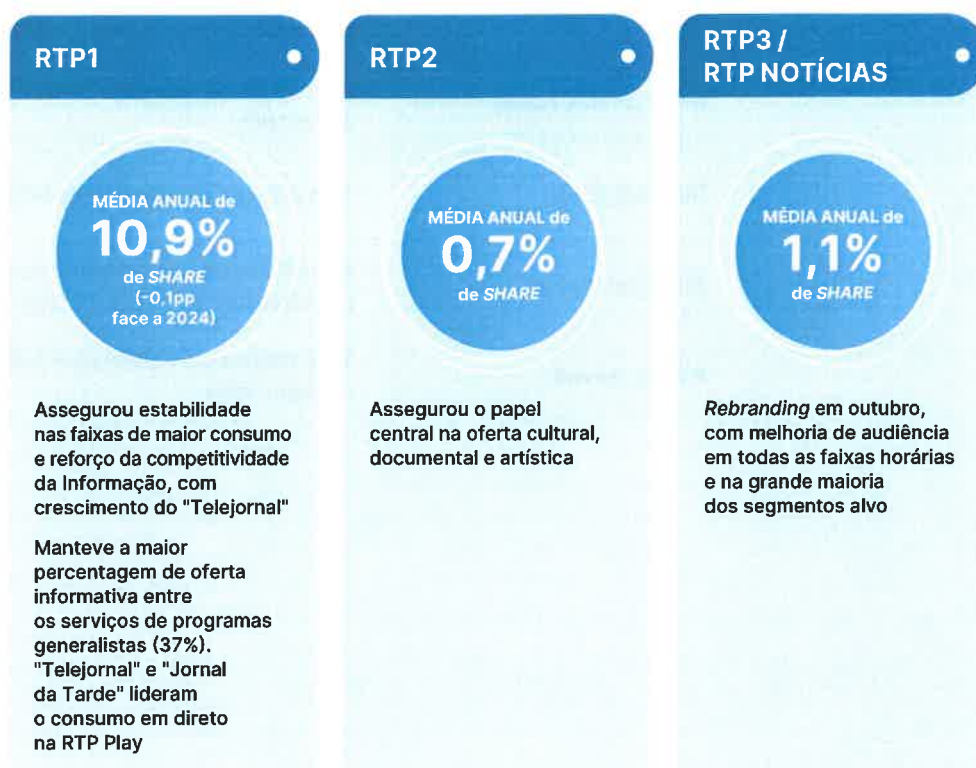 RTP1
MÉDIA ANUAL de
10,9%
de SHARE
(-0,1pp
face a 2024)
Assegurou estabilidade
nas faixas de maior consumo
e reforço da competitividade
da Informação, com
crescimento do "Telejornal"
Manteve a maior
percentagem de oferta
informativa entre
os serviços de programas
generalistas (37%).
"Telejornal" e "Jornal
da Tarde" lideram
o consumo em direto
na RTP Play
RTP2
MÉDIA ANUAL de
0,7%
de SHARE
Assegurou o papel
central na oferta cultural,
documental e artística
RTP3 /
RTP NOTÍCIAS
MÉDIA ANUAL de
1,1%
de SHARE
Rebranding em outubro,
com melhoria de audiência
em todas as faixas horárias
e na grande maioria
dos segmentos alvo